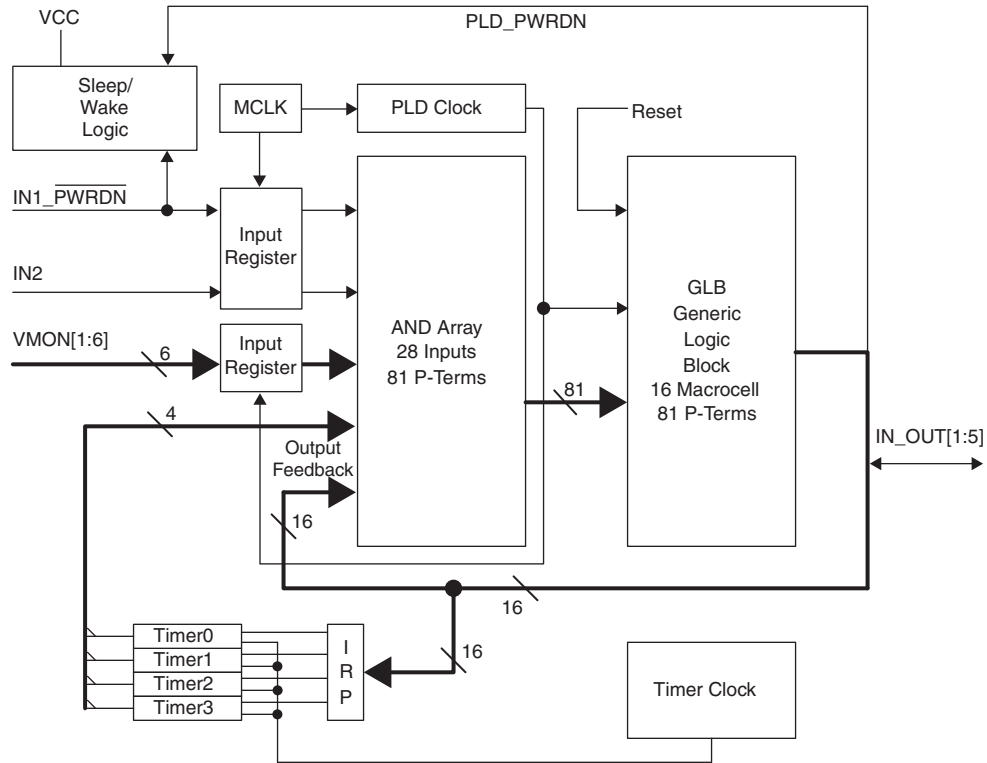 VCC
PLD_PWRDN
Sleep/
Wake
Logic
MCLK
PLD Clock
Reset
IN1_PWRDN
Input
Register
IN2
GLB
Generic
Logic
Block
16 Macrocell
81 P-Terms
AND Array
28 Inputs
81 P-Terms
VMON[1:6]
6
Input
Register
81
4
IN_OUT[1:5]
Output
Feedback
16
16
16
Timer0
Timer1
Timer2
Timer3
I
R
P
Timer Clock